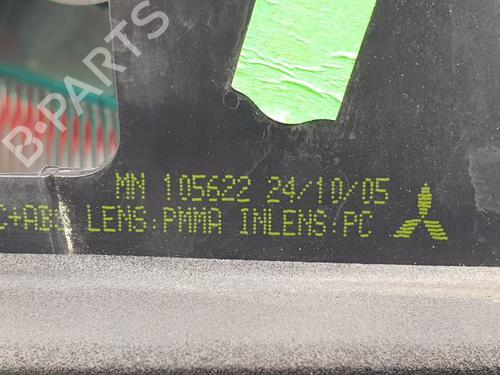 B-PARTS
MN 105622 24/10/05
C+ABS LENS:PMMA INLENS:PC